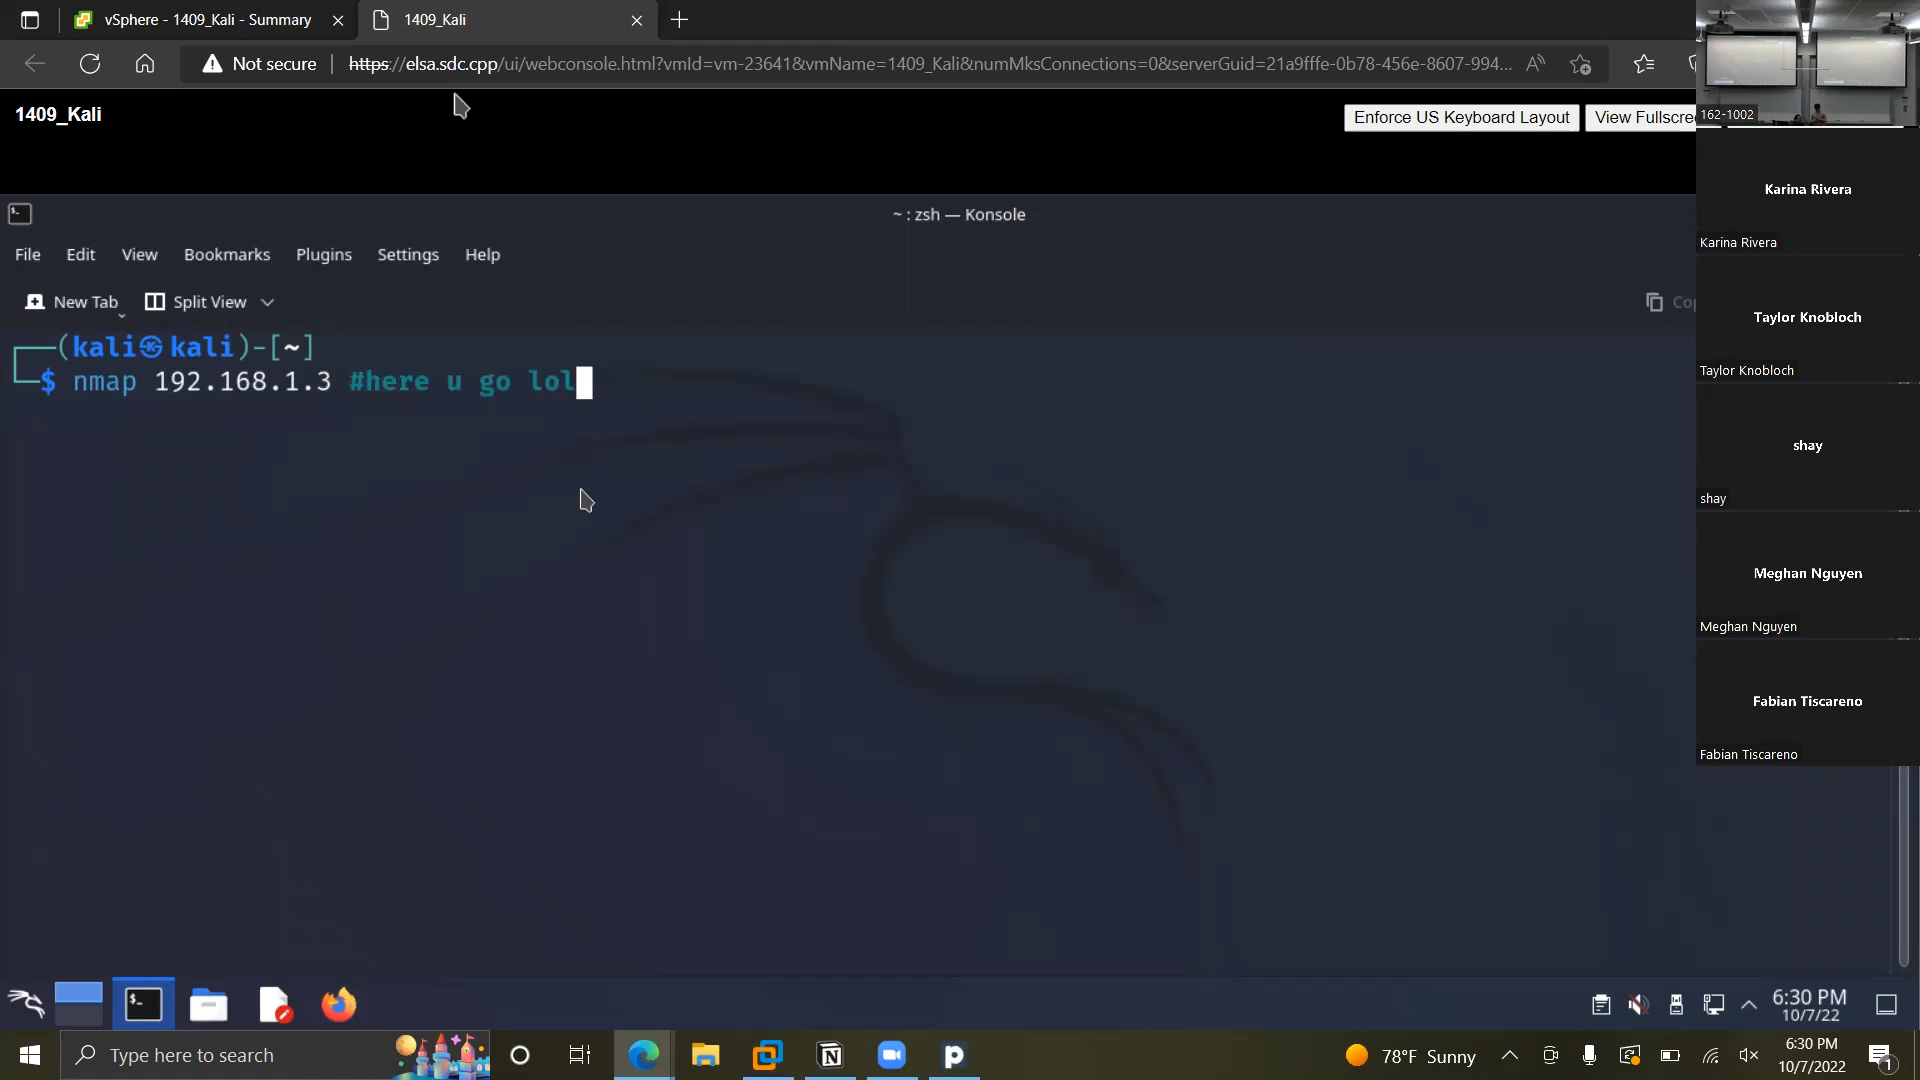 vSphere - 1409_Kali - Summary
1409_Kali
Not secure
https://elsa.sdc.cpp/ui/webconsole.html?vmId=vm-23641&vmName=1409_Kali&numMksConnections=0&serverGuid=21a9fffe-0b78-456e-8607-994...
1409_Kali
Enforce US Keyboard Layout
View Fullscre
~ : zsh — Konsole
File Edit View Bookmarks Plugins Settings Help
New Tab
Split View
Cop
(kali㉿kali)-[~]
$ nmap 192.168.1.3 #here u go lol
162-1002
Karina Rivera
Karina Rivera
Taylor Knobloch
Taylor Knobloch
shay
shay
Meghan Nguyen
Meghan Nguyen
Fabian Tiscareno
Fabian Tiscareno
6:30 PM
10/7/22
Type here to search
78°F Sunny
6:30 PM
10/7/2022
1